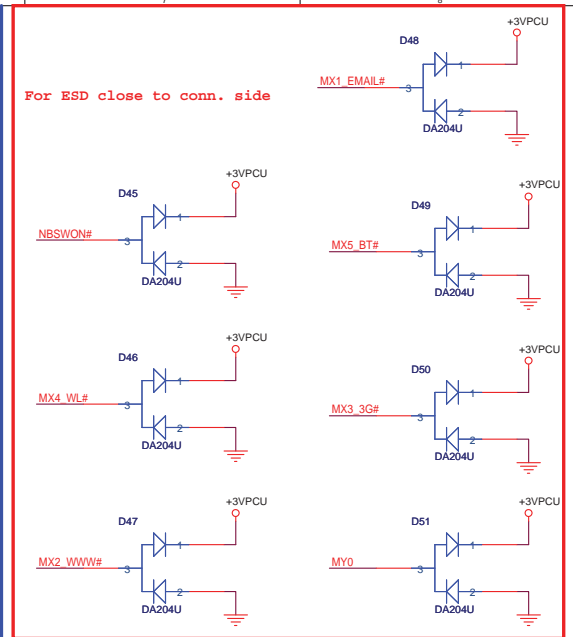 7
8
+3VPCU
D48
MX1_EMAIL#
3
1
2
DA204U
For ESD close to conn. side
+3VPCU
D45
NBSWON#
3
1
2
DA204U
+3VPCU
D49
MX5_BT#
3
1
2
DA204U
+3VPCU
D46
MX4_WL#
3
1
2
DA204U
+3VPCU
D50
MX3_3G#
3
1
2
DA204U
+3VPCU
D47
MX2_WWW#
3
1
2
DA204U
+3VPCU
D51
MY0
3
1
2
DA204U